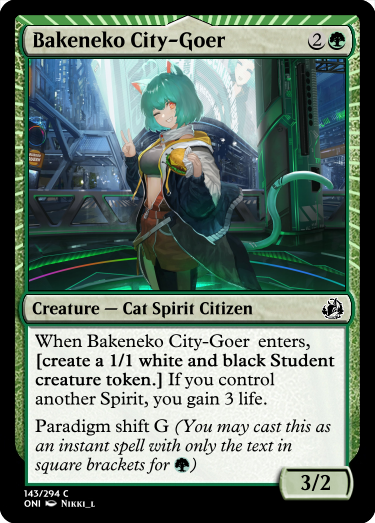 Bakeneko City-Goer 2
Creature — Cat Spirit Citizen
When Bakeneko City-Goer  enters,
[create a 1/1 white and black Student
creature token.] If you control
another Spirit, you gain 3 life.
Paradigm shift G (You may cast this as
an instant spell with only the text in
square brackets for )
3/2
143/294 C
ONI Nikki_L